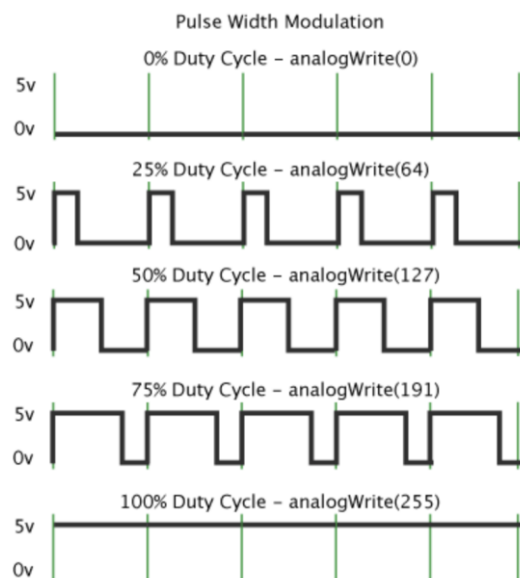 Pulse Width Modulation
0% Duty Cycle – analogWrite(0)
5v
0v
25% Duty Cycle – analogWrite(64)
5v
0v
50% Duty Cycle – analogWrite(127)
5v
0v
75% Duty Cycle – analogWrite(191)
5v
0v
100% Duty Cycle – analogWrite(255)
5v
0v